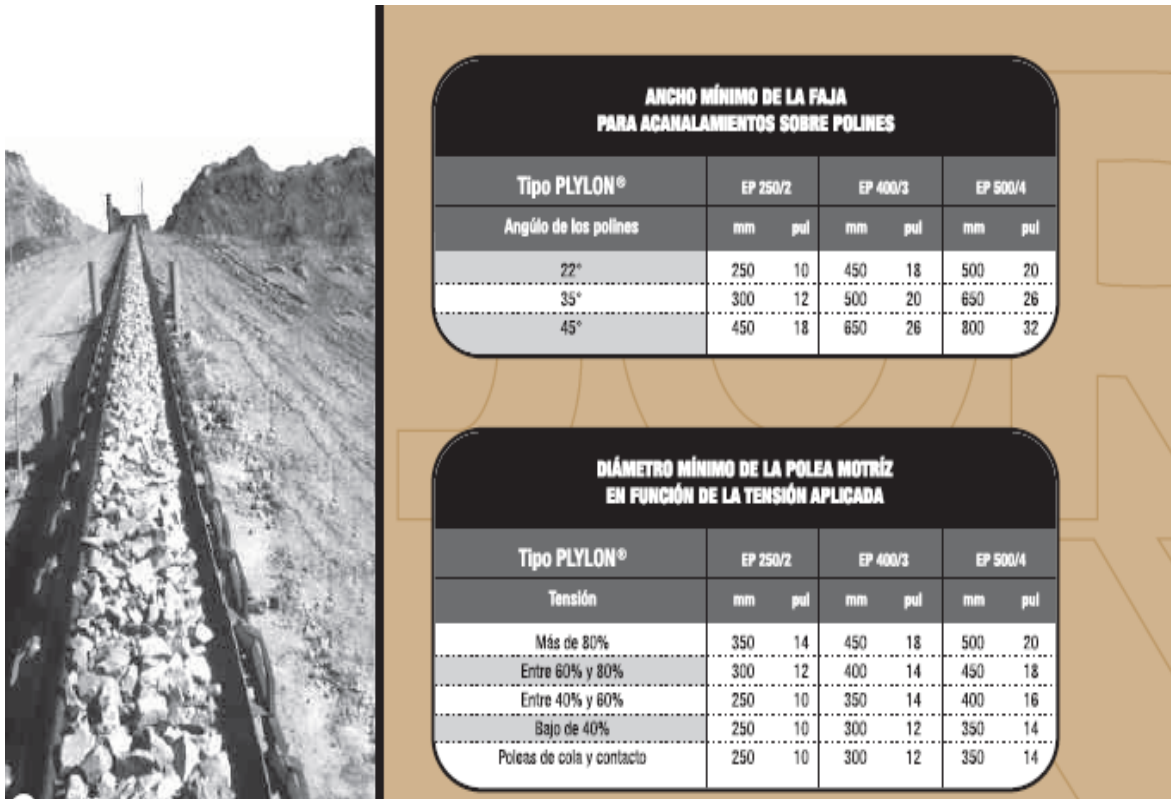 ANCHO MÍNIMO DE LA FAJA
PARA ACANALAMIENTOS SOBRE POLINES
Tipo PLYLON® EP 250/2 EP 400/3 EP 500/4
Angúlo de los polines mm pul mm pul mm pul
22° 250 10 450 18 500 20
35° 300 12 500 20 650 26
45° 450 18 650 26 800 32
DIÁMETRO MÍNIMO DE LA POLEA MOTRÍZ
EN FUNCIÓN DE LA TENSIÓN APLICADA
Tipo PLYLON® EP 250/2 EP 400/3 EP 500/4
Tensión mm pul mm pul mm pul
Más de 80% 350 14 450 18 500 20
Entre 60% y 80% 300 12 400 14 450 18
Entre 40% y 60% 250 10 350 14 400 16
Bajo de 40% 250 10 300 12 350 14
Poleas de cola y contacto 250 10 300 12 350 14